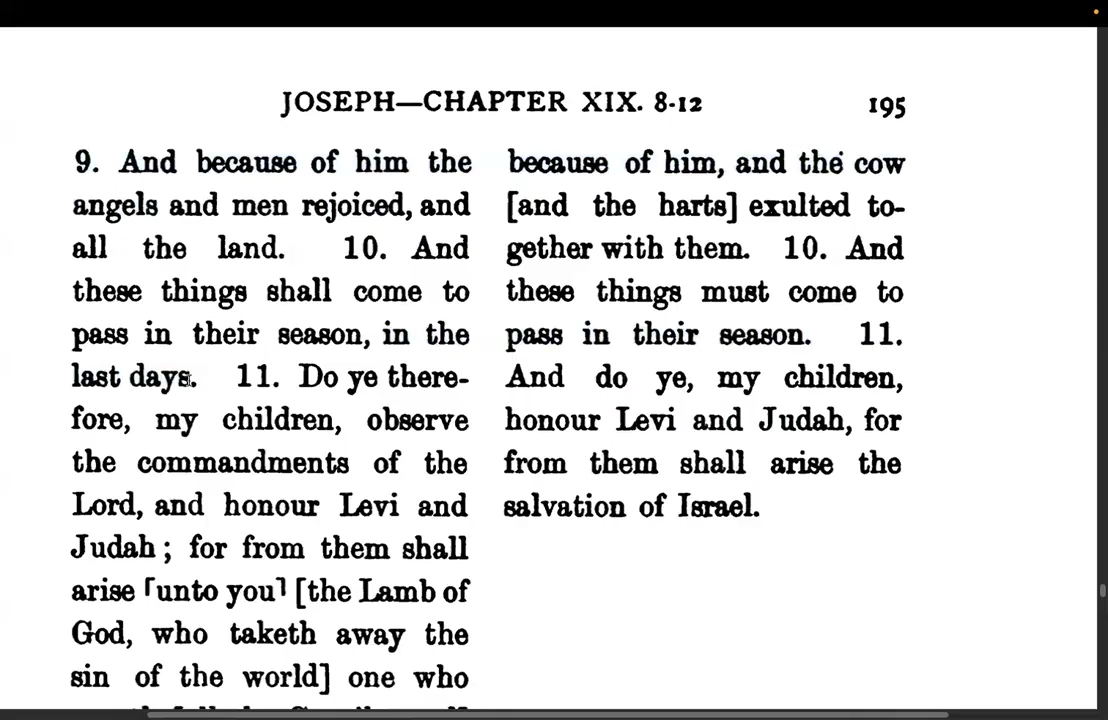 JOSEPH—CHAPTER XIX. 8-12 195
9. And because of him the
angels and men rejoiced, and
all the land. 10. And
these things shall come to
pass in their season, in the
last days. 11. Do ye there-
fore, my children, observe
the commandments of the
Lord, and honour Levi and
Judah; for from them shall
arise ⌈unto you⌉ [the Lamb of
God, who taketh away the
sin of the world] one who
because of him, and the cow
[and the harts] exulted to-
gether with them. 10. And
these things must come to
pass in their season. 11.
And do ye, my children,
honour Levi and Judah, for
from them shall arise the
salvation of Israel.